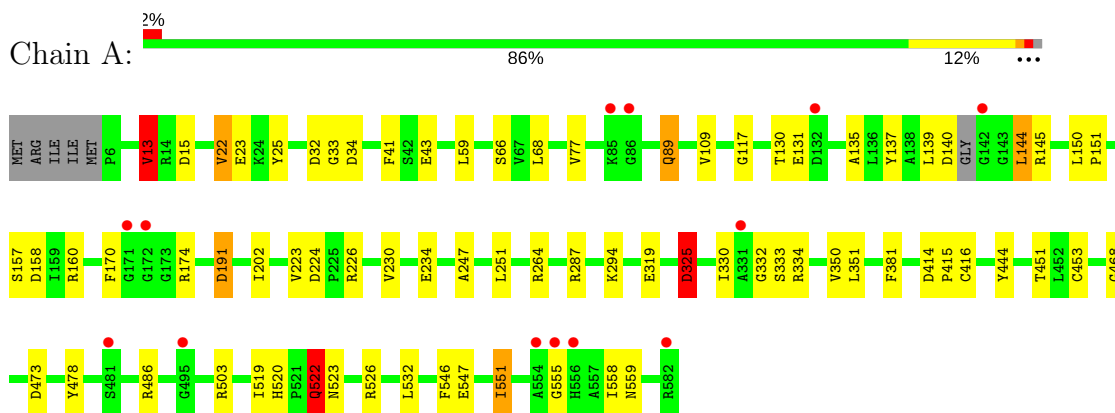 2%
Chain A:
86% 12% •••
MET ARG ILE ILE MET P6 V13 R14 D15 V22 E23 K24 Y25 D32 G33 D34 F41 S42 E43 L59 S66 V67 L68 V77 K85 G86 Q89 V109 G117 T130 E131 D132 A135 L136 Y137 A138 L139 D140 GLY G142 G143 L144 R145 L150 P151
S157 D158 I159 R160 F170 G171 G172 G173 R174 D191 I202 V223 D224 P225 R226 V230 E234 A247 L251 R264 R287 K294 E319 D325 I330 A331 G332 S333 R334 V350 L351 F381 D414 P415 C416 Y444 T451 L452 C453
D473 Y478 S481 R486 G495 R503 I519 H520 P521 Q522 N523 R526 L532 F546 E547 I551 A554 G555 H556 A557 I558 N559 R582